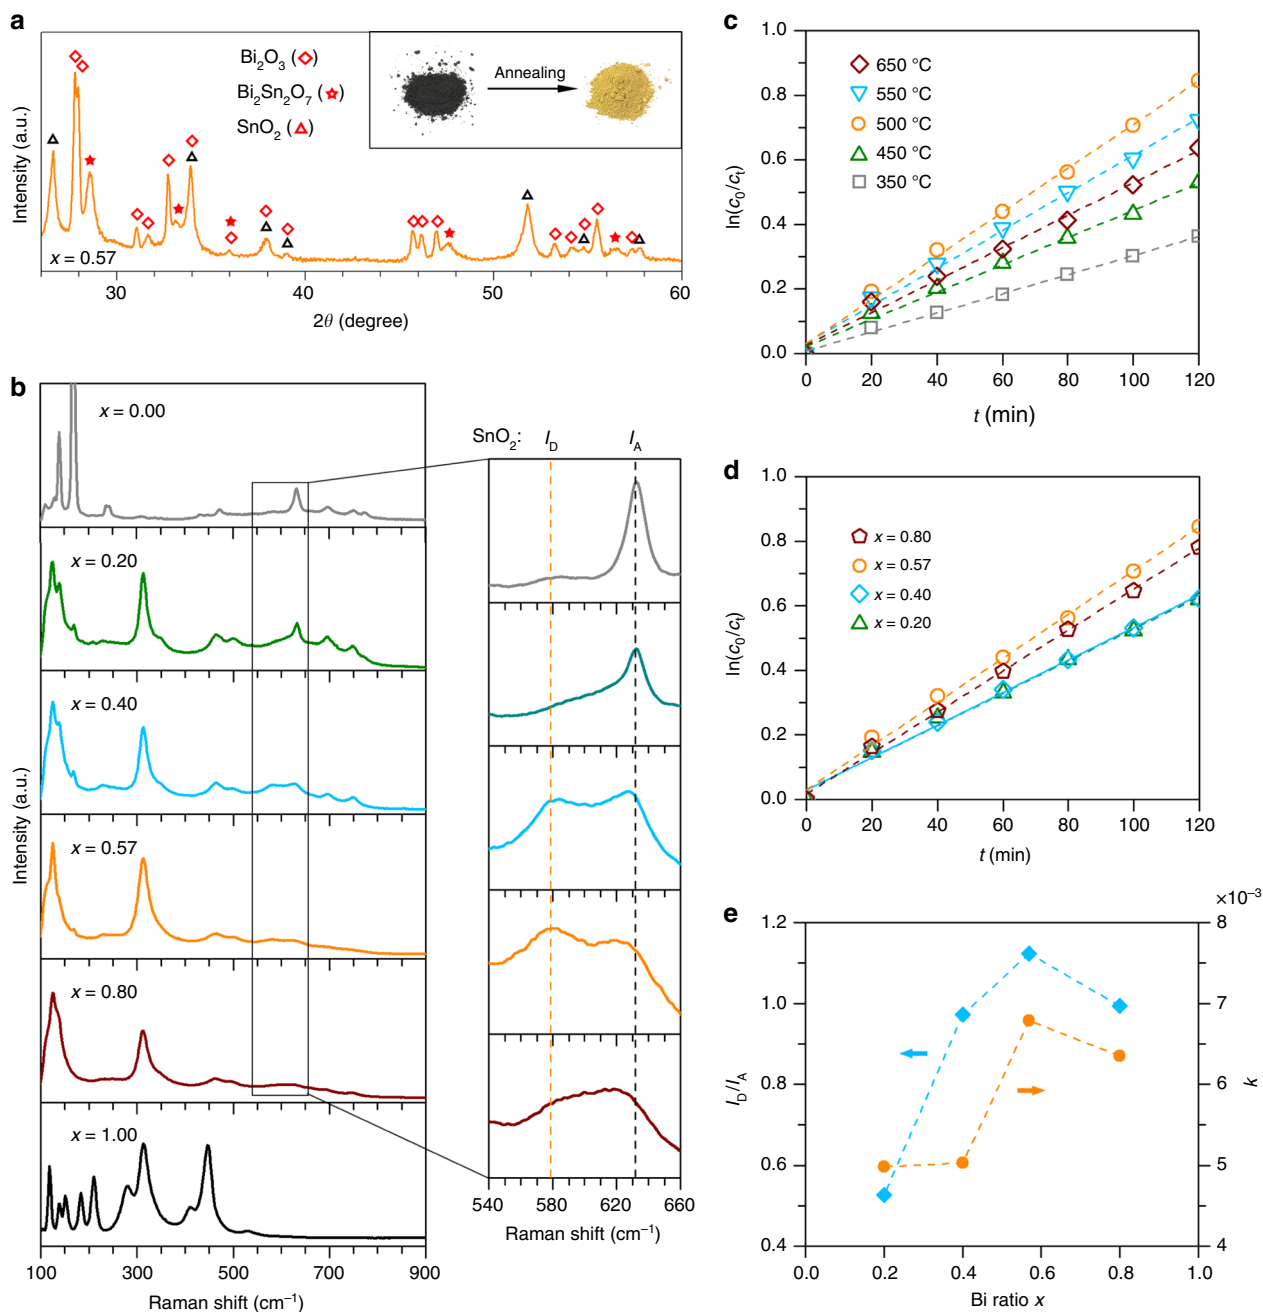 a
Intensity (a.u.)
Bi₂O₃ (◇)
Bi₂Sn₂O₇ (☆)
SnO₂ (△)
Annealing
x = 0.57
30 40 50 60
2θ (degree)
b
Intensity (a.u.)
x = 0.00
x = 0.20
x = 0.40
x = 0.57
x = 0.80
x = 1.00
100 300 500 700 900
Raman shift (cm⁻¹)
SnO₂: I_D I_A
540 580 620 660
Raman shift (cm⁻¹)
c
1.0
0.8
0.6
0.4
0.2
0.0
ln(c₀/cₜ)
650 °C
550 °C
500 °C
450 °C
350 °C
0 20 40 60 80 100 120
t (min)
d
1.0
0.8
0.6
0.4
0.2
0.0
ln(c₀/cₜ)
x = 0.80
x = 0.57
x = 0.40
x = 0.20
0 20 40 60 80 100 120
t (min)
e
×10⁻³
1.2
1.0
0.8
0.6
0.4
I_D/I_A
8
7
6
5
4
k
0.0 0.2 0.4 0.6 0.8 1.0
Bi ratio x